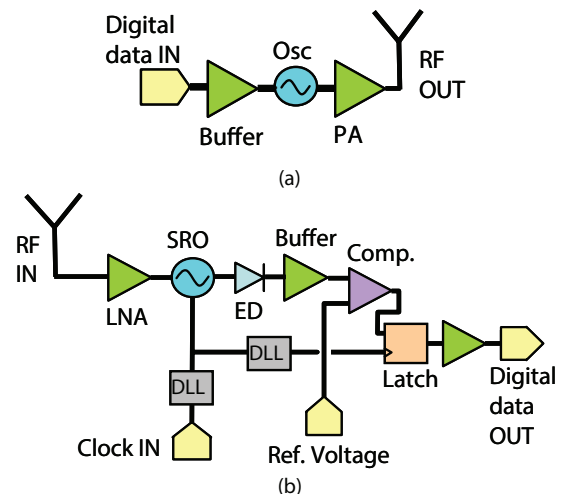 Digital
data IN
Osc
RF
OUT
Buffer
PA
(a)
RF
IN
SRO
Buffer
Comp.
LNA
ED
DLL
DLL
Latch
Digital
data
OUT
Clock IN
Ref. Voltage
(b)